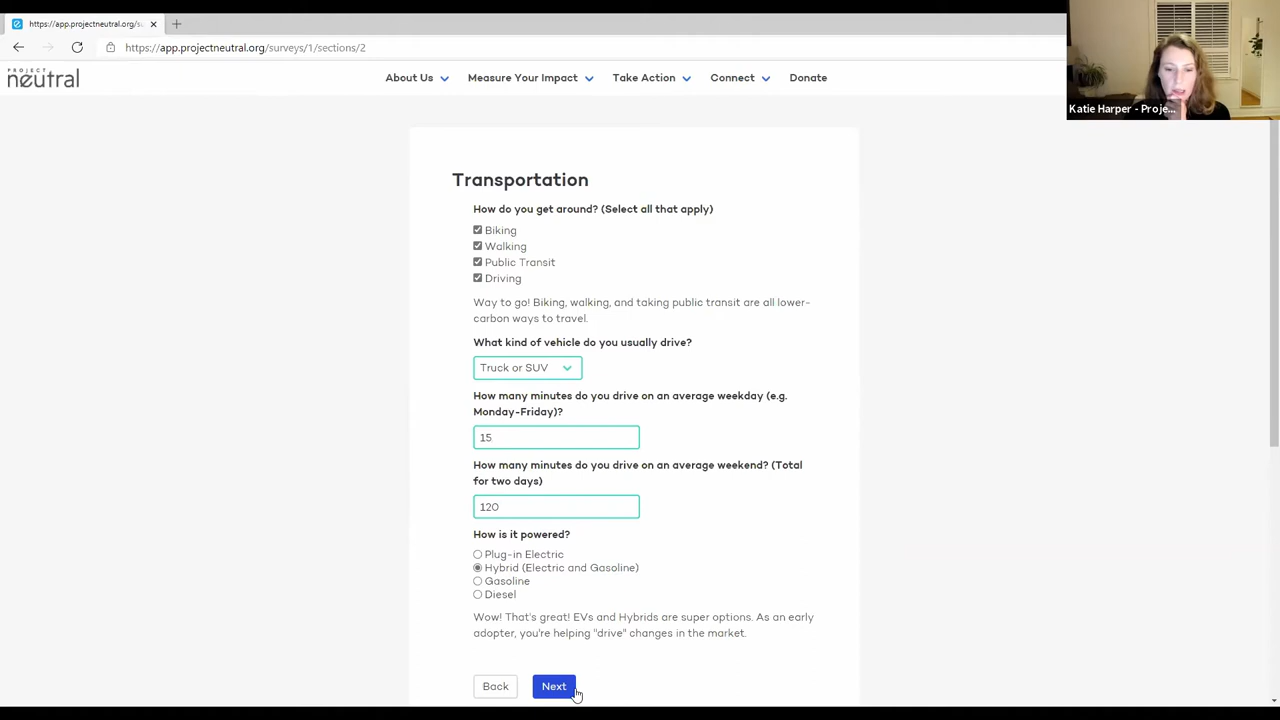 https://app.projectneutral.org/su
https://app.projectneutral.org/surveys/1/sections/2
PROJECT
neutral
About Us
Measure Your Impact
Take Action
Connect
Donate
Katie Harper - Proje...
Transportation
How do you get around? (Select all that apply)
Biking
Walking
Public Transit
Driving
Way to go! Biking, walking, and taking public transit are all lower-
carbon ways to travel.
What kind of vehicle do you usually drive?
Truck or SUV
How many minutes do you drive on an average weekday (e.g.
Monday-Friday)?
15
How many minutes do you drive on an average weekend? (Total
for two days)
120
How is it powered?
Plug-in Electric
Hybrid (Electric and Gasoline)
Gasoline
Diesel
Wow! That's great! EVs and Hybrids are super options. As an early
adopter, you're helping "drive" changes in the market.
Back
Next